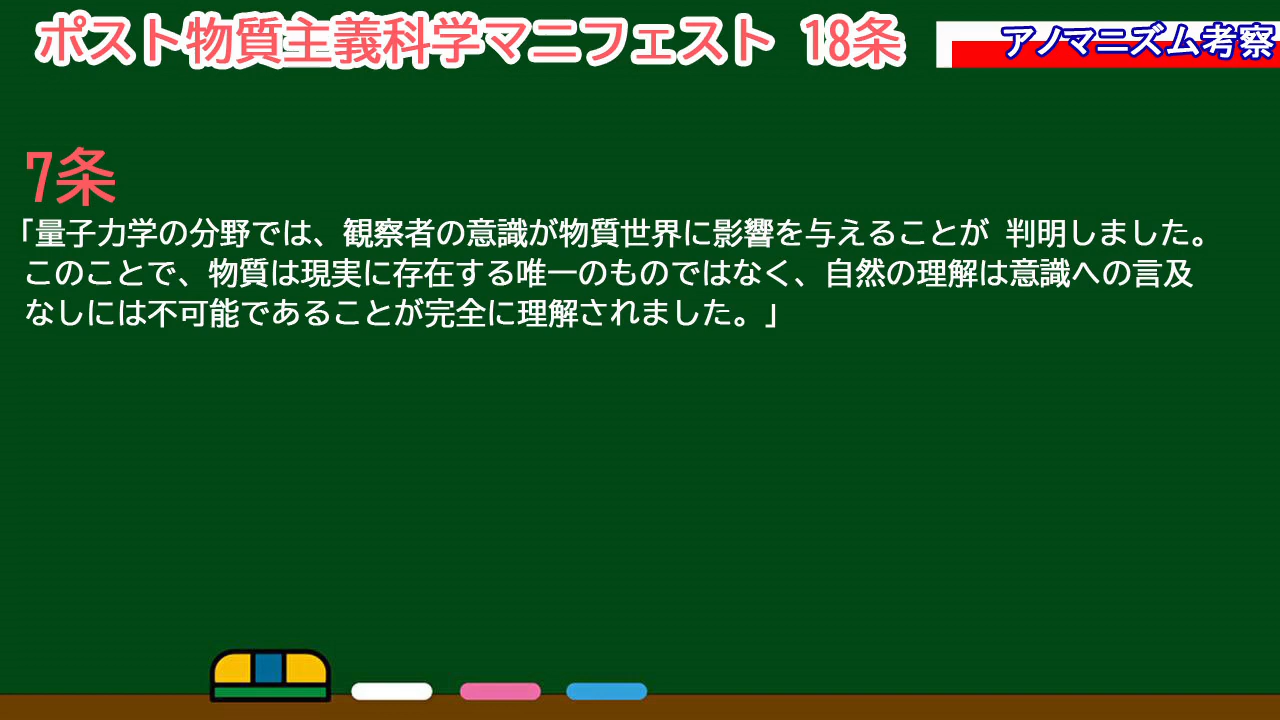 ポスト物質主義科学マニフェスト 18条
アノマニズム考察
7条
「量子力学の分野では、観察者の意識が物質世界に影響を与えることが 判明しました。
このことで、物質は現実に存在する唯一のものではなく、自然の理解は意識への言及
なしには不可能であることが完全に理解されました。」